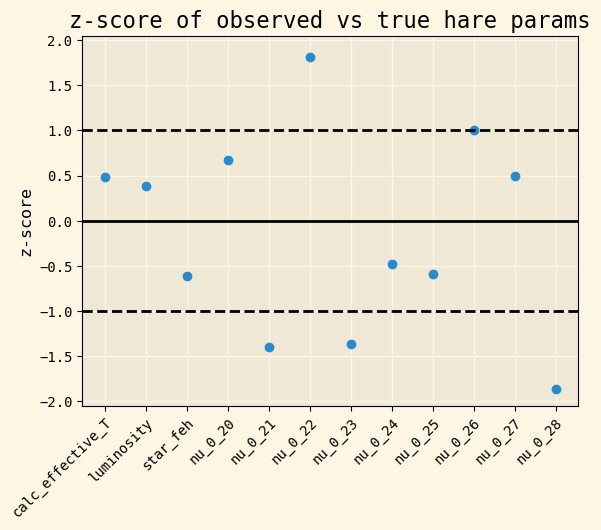 z-score of observed vs true hare params
z-score
2.0
1.5
1.0
0.5
0.0
−0.5
−1.0
−1.5
−2.0
calc_effective_T
luminosity
star_feh
nu_0_20
nu_0_21
nu_0_22
nu_0_23
nu_0_24
nu_0_25
nu_0_26
nu_0_27
nu_0_28